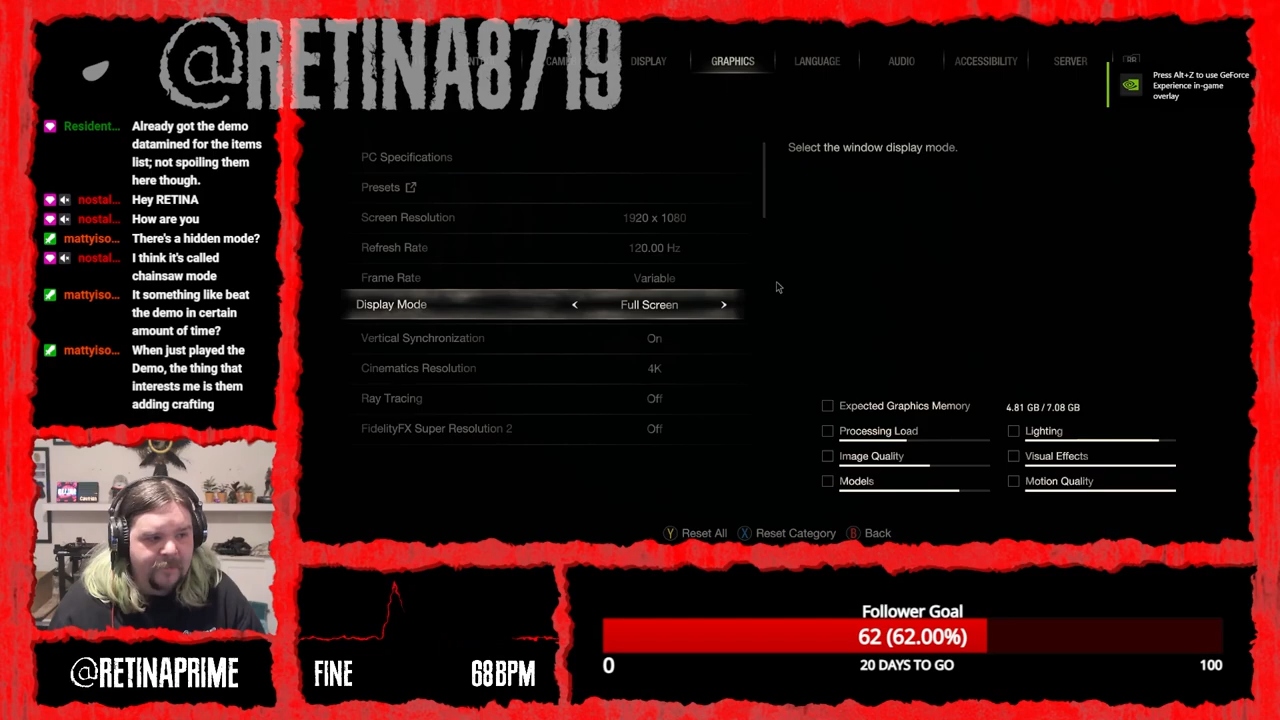 @RETINA8719
DISPLAY
GRAPHICS
LANGUAGE
AUDIO
ACCESSIBILITY
SERVER
Press Alt+Z to use GeForce
Experience in-game
overlay
Resident... Already got the demo
datamined for the items
list; not spoiling them
here though.
nostal... Hey RETINA
nostal... How are you
mattyiso... There's a hidden mode?
nostal... I think it's called
chainsaw mode
mattyiso... It something like beat
the demo in certain
amount of time?
mattyiso... When just played the
Demo, the thing that
interests me is them
adding crafting
PC Specifications
Presets
Screen Resolution 1920 x 1080
Refresh Rate 120.00 Hz
Frame Rate Variable
Display Mode Full Screen
Vertical Synchronization On
Cinematics Resolution 4K
Ray Tracing Off
FidelityFX Super Resolution 2 Off
Select the window display mode.
Expected Graphics Memory 4.81 GB / 7.08 GB
Processing Load Lighting
Image Quality Visual Effects
Models Motion Quality
Y Reset All X Reset Category B Back
@RETINAPRIME
FINE 68BPM
Follower Goal
62 (62.00%)
0 20 DAYS TO GO 100